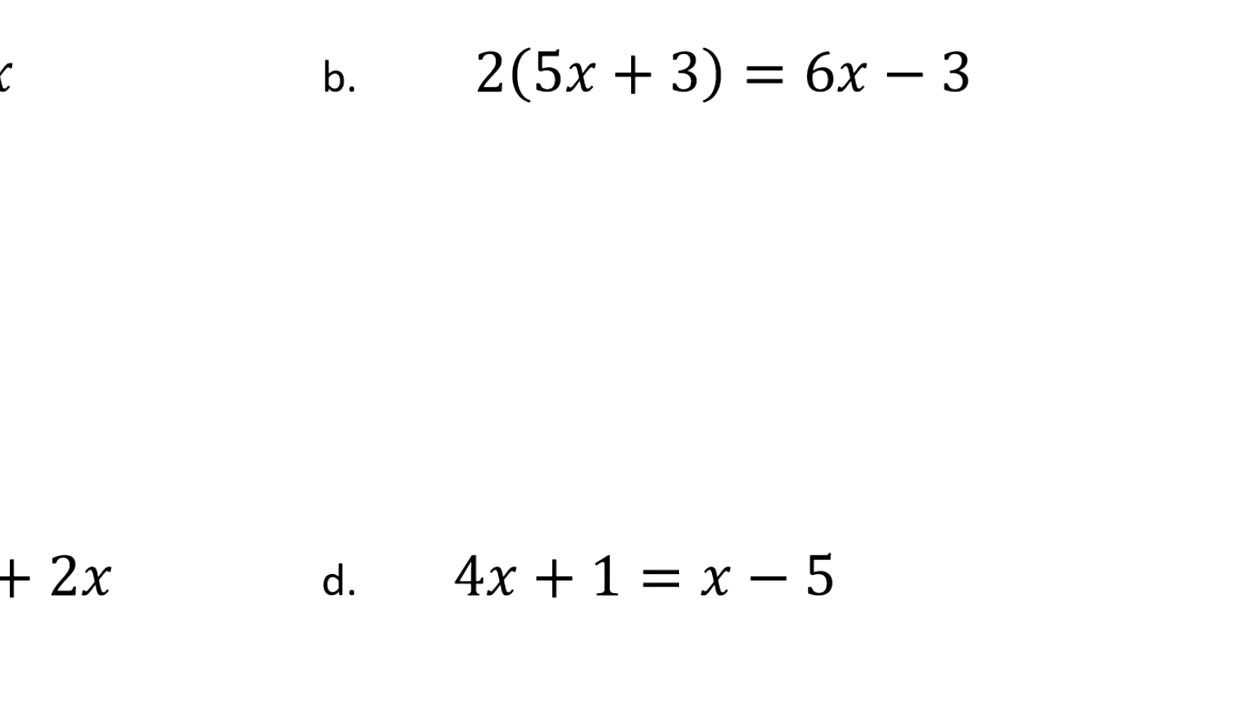 x b. 2(5x + 3) = 6x − 3
+ 2x d. 4x + 1 = x − 5